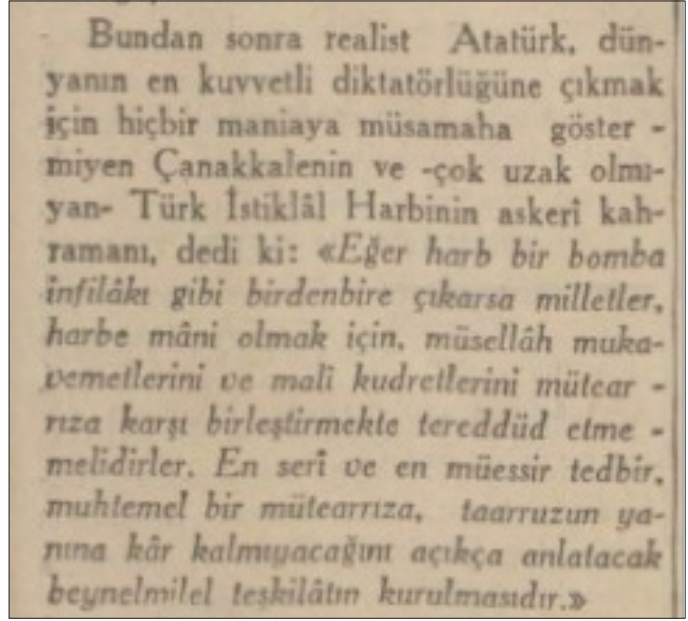 Bundan sonra realist Atatürk, dün-
yanın en kuvvetli diktatörlüğüne çıkmak
için hiçbir maniaya müsamaha göster -
miyen Çanakkalenin ve -çok uzak olmı-
yan- Türk İstiklâl Harbinin askerî kah-
ramanı, dedi ki: «Eğer harb bir bomba
infilâkı gibi birdenbire çıkarsa milletler,
harbe mâni olmak için, müsellâh muka-
vemetlerini ve malî kudretlerini mütear -
rıza karşı birleştirmekte tereddüd etme -
melidirler. En serî ve en müessir tedbir,
muhtemel bir mütearrıza, taarruzun ya-
nına kâr kalmıyacağını açıkça anlatacak
beynelmilel teşkilâtın kurulmasıdır.»